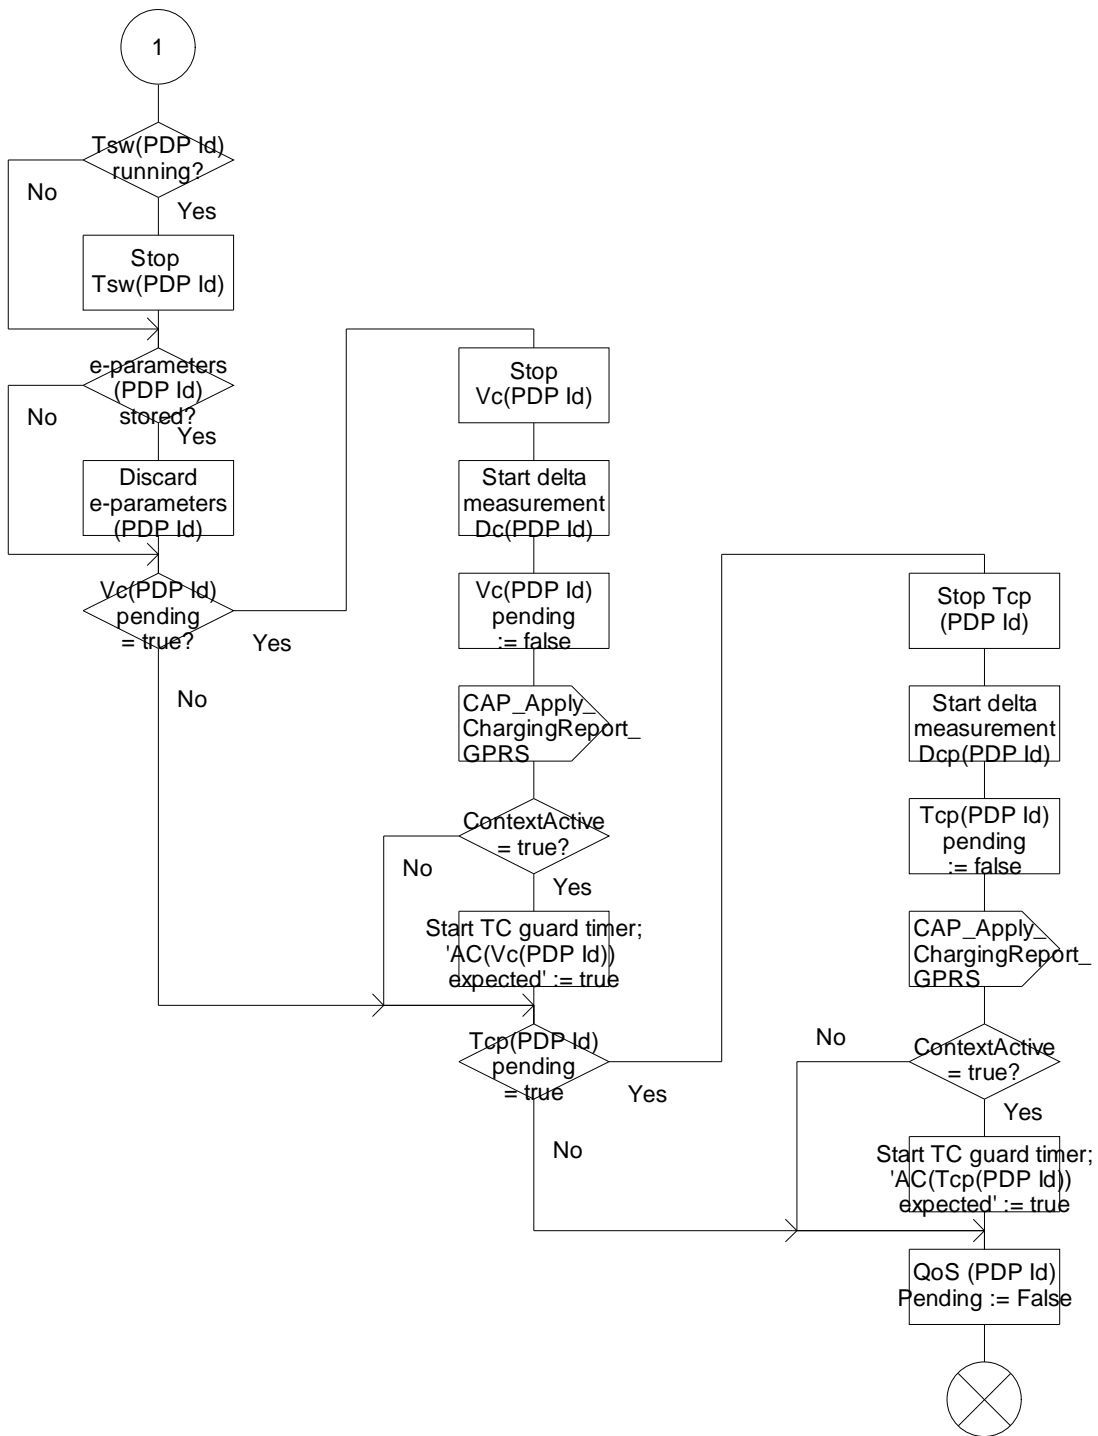 1
Tsw(PDP Id)
running?
No
Yes
Stop
Tsw(PDP Id)
e-parameters
(PDP Id)
stored?
No
Yes
Discard
e-parameters
(PDP Id)
Vc(PDP Id)
pending
= true?
Yes
No
Stop
Vc(PDP Id)
Start delta
measurement
Dc(PDP Id)
Vc(PDP Id)
pending
:= false
CAP_Apply_
ChargingReport_
GPRS
ContextActive
= true?
No
Yes
Start TC guard timer;
'AC(Vc(PDP Id))
expected' := true
Tcp(PDP Id)
pending
= true
Yes
No
Stop Tcp
(PDP Id)
Start delta
measurement
Dcp(PDP Id)
Tcp(PDP Id)
pending
:= false
CAP_Apply_
ChargingReport_
GPRS
ContextActive
= true?
No
Yes
Start TC guard timer;
'AC(Tcp(PDP Id))
expected' := true
QoS (PDP Id)
Pending := False